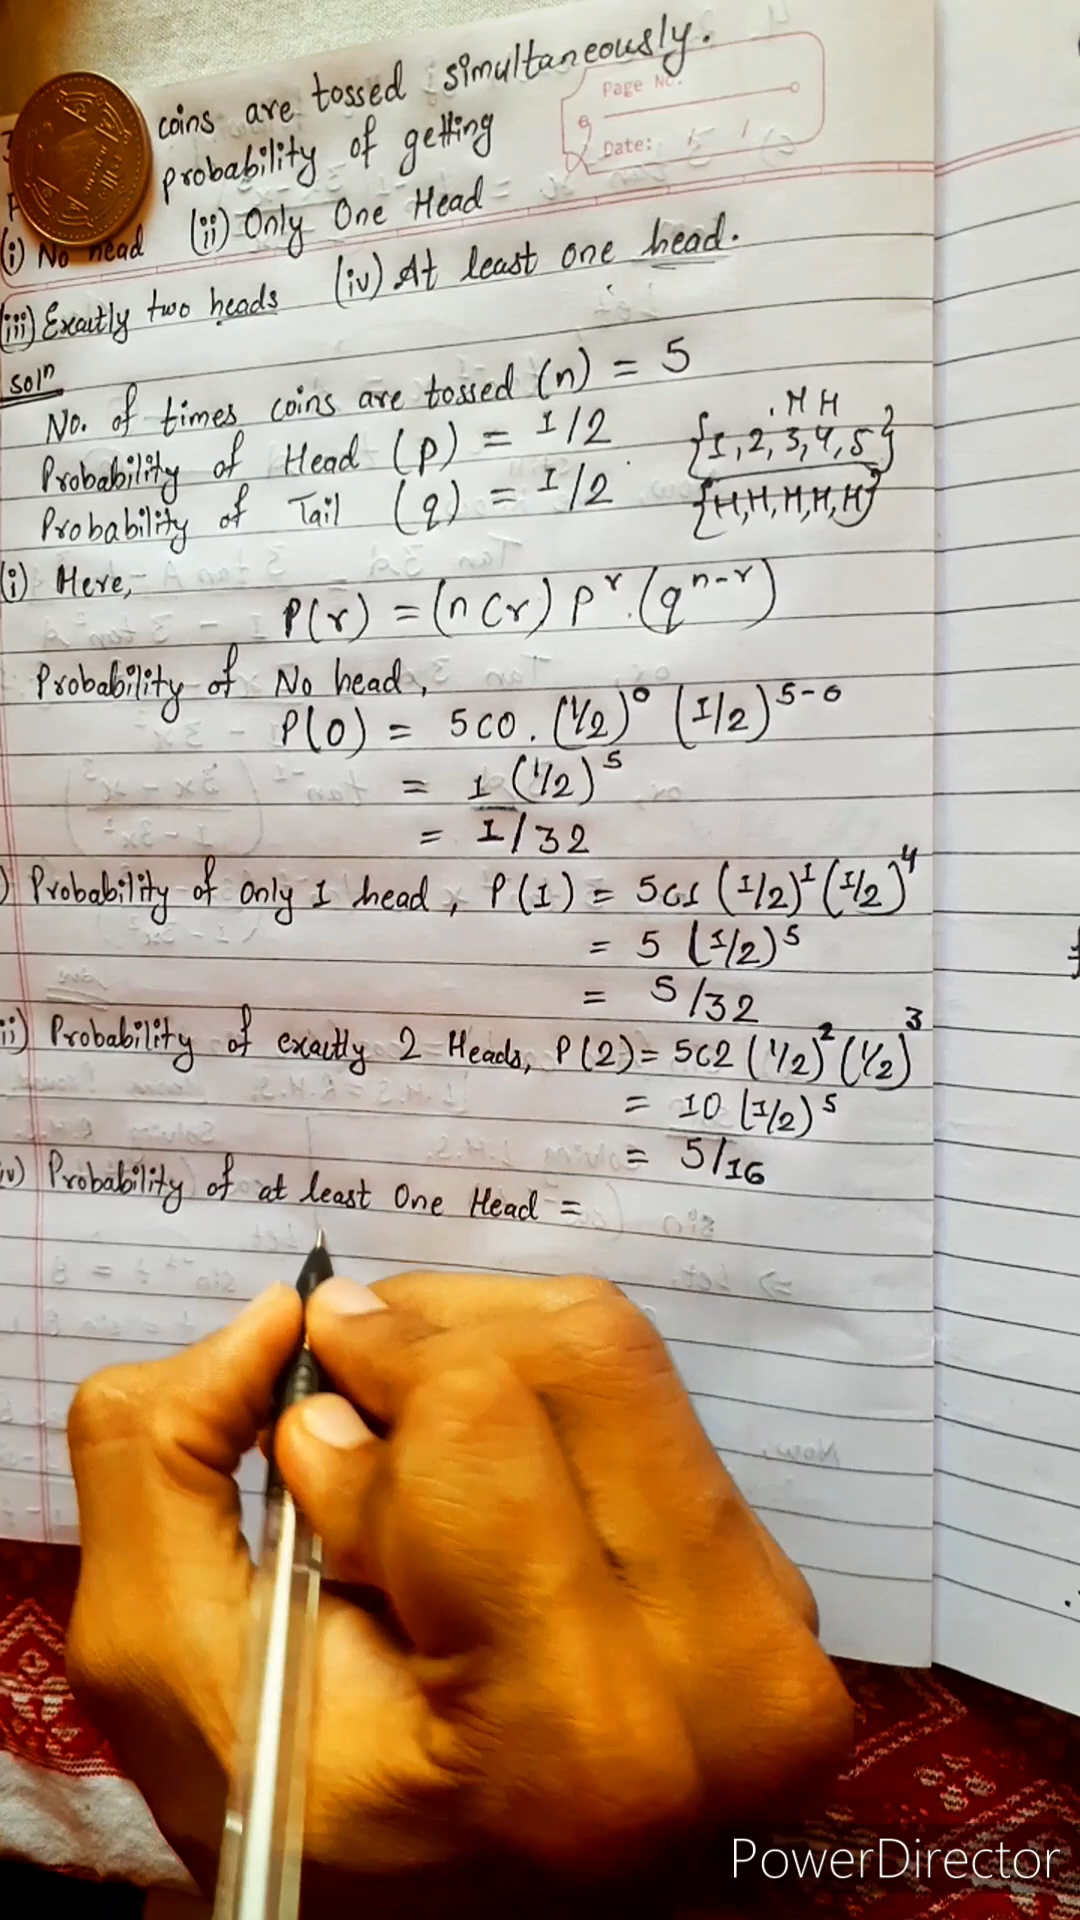 coins are tossed simultaneously.
Page No.
Date:
probability of getting
(i) No head (ii) Only One Head
(iii) Exactly two heads (iv) At least one head.
Soln
No. of times coins are tossed (n) = 5
Probability of Head (p) = 1/2
H H
{1,2,3,4,5}
Probability of Tail (q) = 1/2
{H,H,H,H,H}
(i) Here,
P(r) = (nCr) p^r.(q^n-r)
Probability of No head,
P(0) = 5C0.(1/2)^0 (1/2)^5-0
= 1 (1/2)^5
= 1/32
) Probability of only 1 head, P(1) = 5C1 (1/2)^1 (1/2)^4
= 5 (1/2)^5
= 5/32
ii) Probability of exactly 2 Heads, P(2) = 5C2 (1/2)^2 (1/2)^3
= 10 (1/2)^5
= 5/16
iv) Probability of at least One Head =
PowerDirector